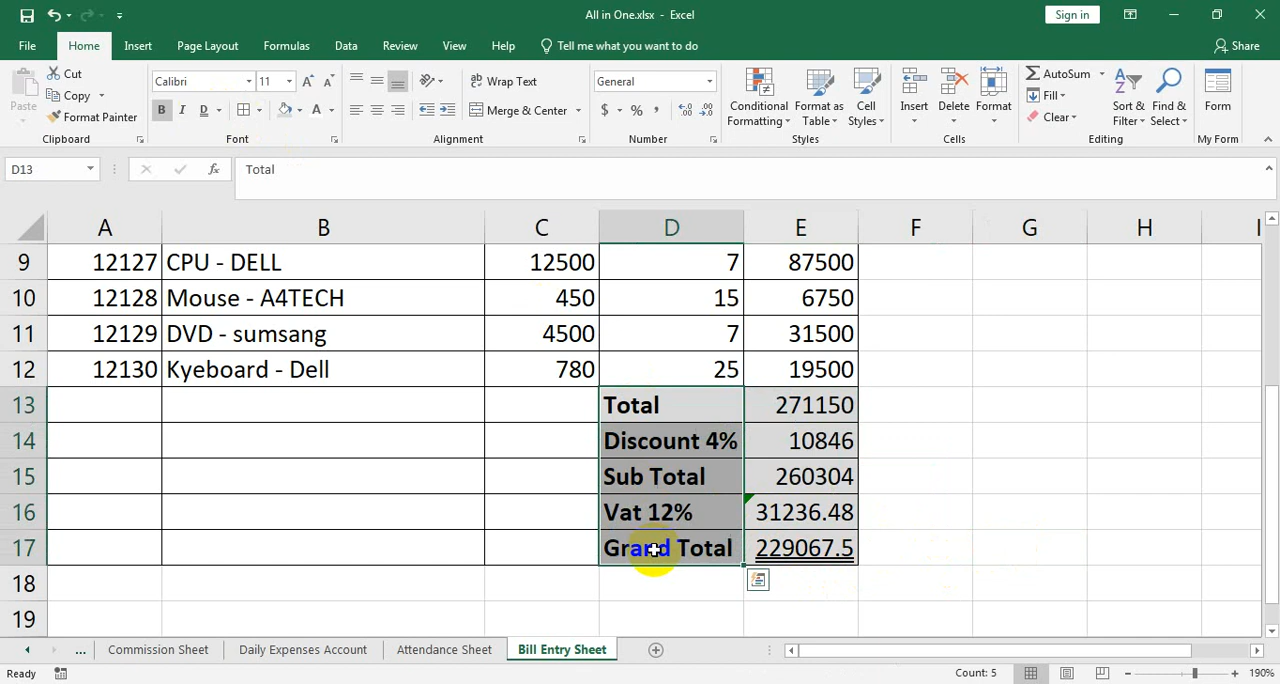 All in One.xlsx - Excel
Sign in
File Home Insert Page Layout Formulas Data Review View Help Tell me what you want to do Share
Paste
Cut
Copy
Format Painter
Clipboard
Calibri 11
B I D
A
Font
Wrap Text
Merge & Center
Alignment
General
$ % ,
Number
Conditional Formatting
Format as Table
Cell Styles
Styles
Insert Delete Format
Cells
AutoSum
Fill
Clear
Sort & Filter
Find & Select
Editing
Form
My Form
D13 fx Total
A B C D E F G H I
9 12127 CPU - DELL 12500 7 87500
10 12128 Mouse - A4TECH 450 15 6750
11 12129 DVD - sumsang 4500 7 31500
12 12130 Kyeboard - Dell 780 25 19500
13 Total 271150
14 Discount 4% 10846
15 Sub Total 260304
16 Vat 12% 31236.48
17 Grand Total 229067.5
18
19
... Commission Sheet Daily Expenses Account Attendance Sheet Bill Entry Sheet
Ready Count: 5 190%